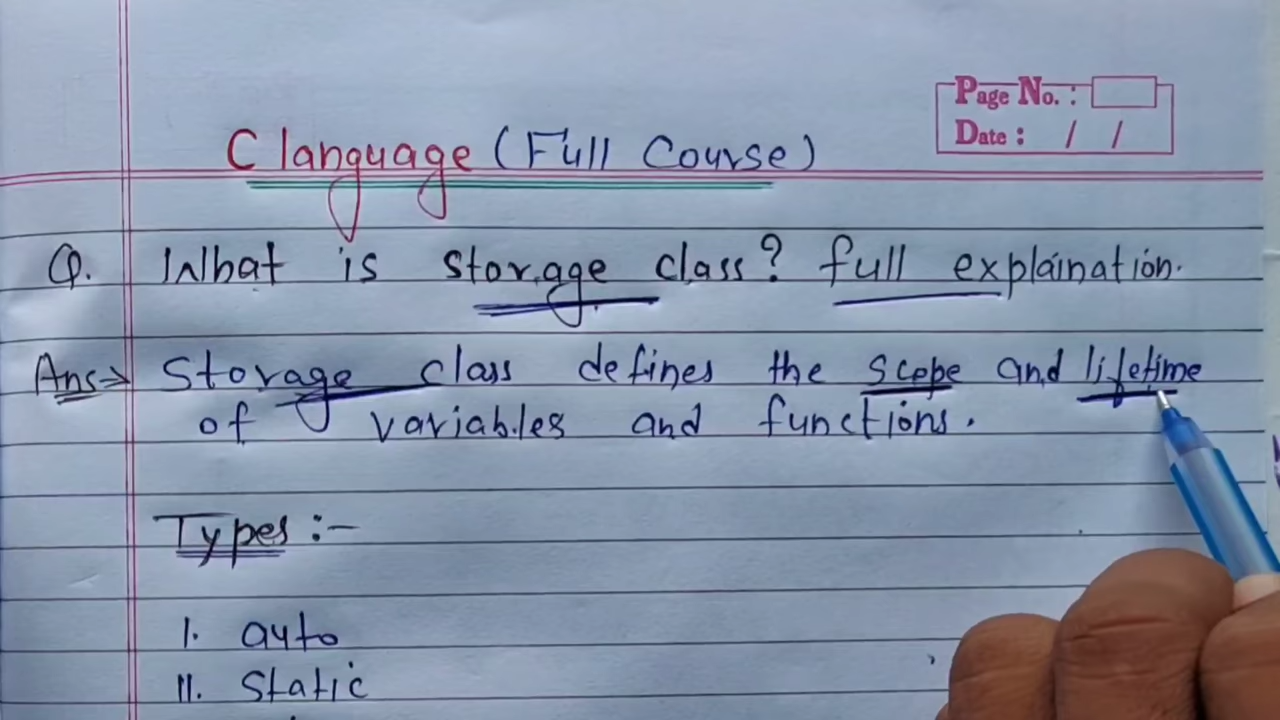 Page No. :
Date : / /
C language (Full Course)
Q. What is storage class? full explaination.
Ans⇒ Storage class defines the scope and lifetime
of variables and functions.
Types :-
I. auto
II. Static